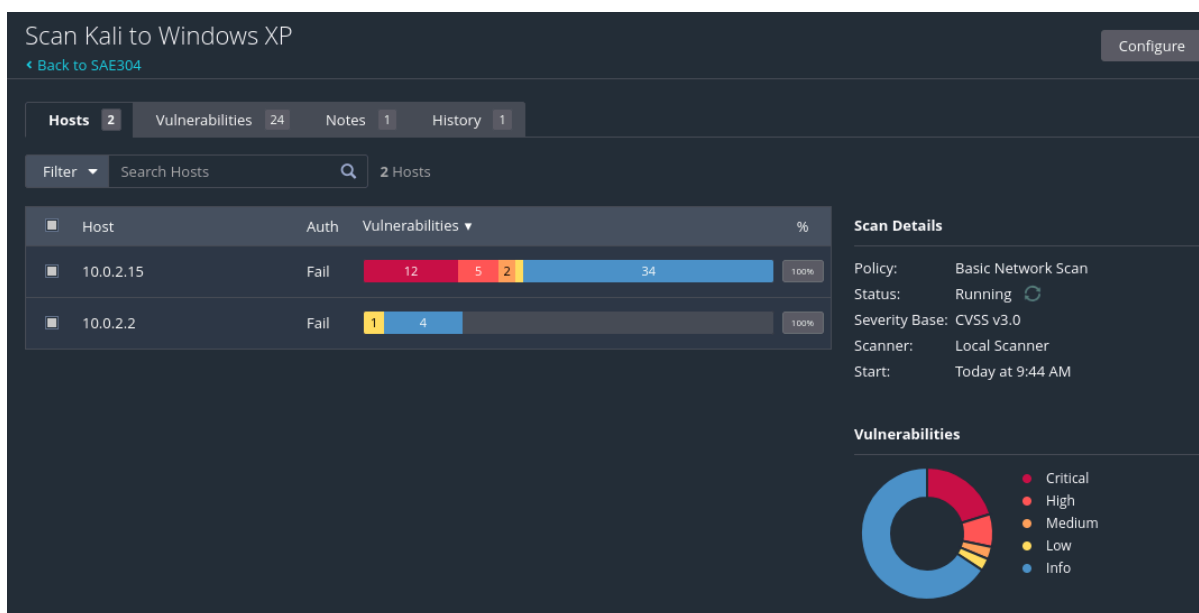 Scan Kali to Windows XP
Configure
‹ Back to SAE304
Hosts 2 Vulnerabilities 24 Notes 1 History 1
Filter ▼ Search Hosts 2 Hosts
Host Auth Vulnerabilities ▼ %
10.0.2.15 Fail 12 5 2 34 100%
10.0.2.2 Fail 1 4 100%
Scan Details
Policy: Basic Network Scan
Status: Running
Severity Base: CVSS v3.0
Scanner: Local Scanner
Start: Today at 9:44 AM
Vulnerabilities
Critical
High
Medium
Low
Info